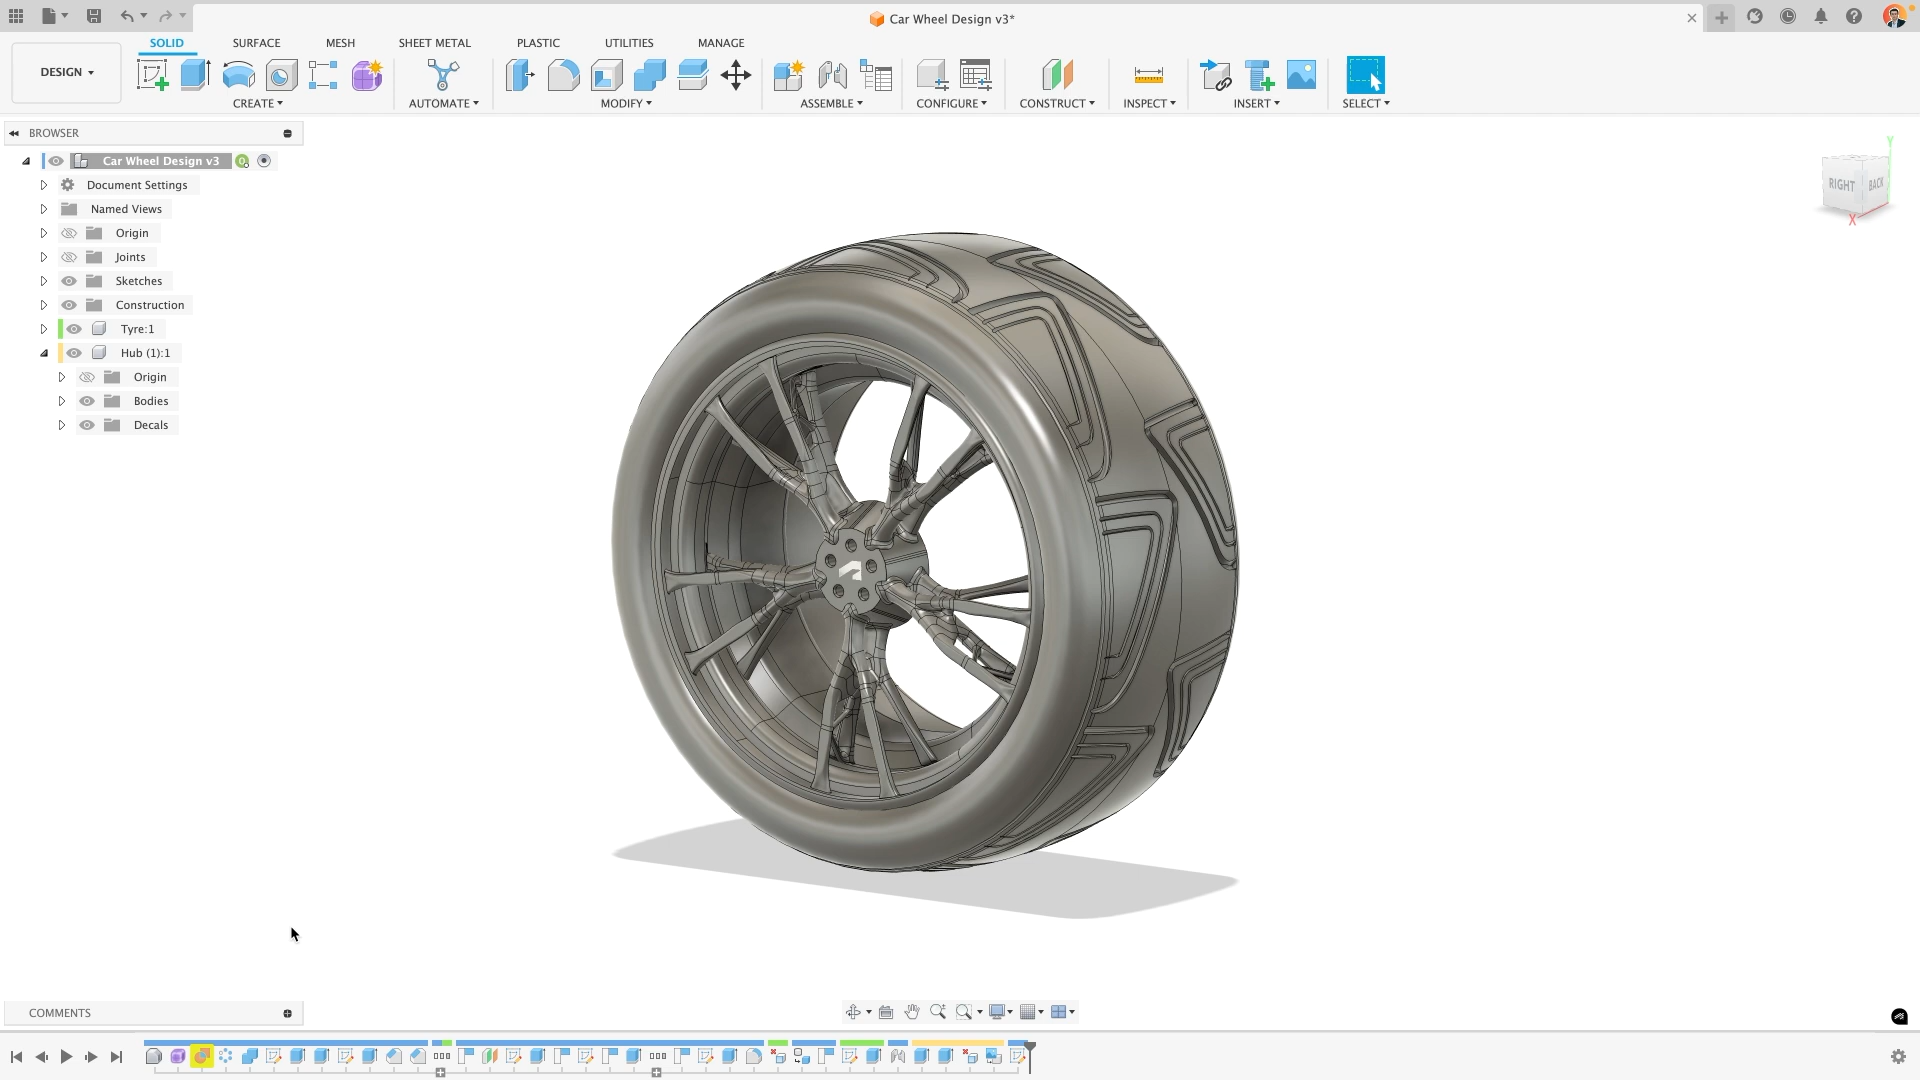 Car Wheel Design v3*
SOLID SURFACE MESH SHEET METAL PLASTIC UTILITIES MANAGE
DESIGN
CREATE AUTOMATE MODIFY ASSEMBLE CONFIGURE CONSTRUCT INSPECT INSERT SELECT
BROWSER
Car Wheel Design v3
Document Settings
Named Views
Origin
Joints
Sketches
Construction
Tyre:1
Hub (1):1
Origin
Bodies
Decals
Y
RIGHT BACK
X
COMMENTS